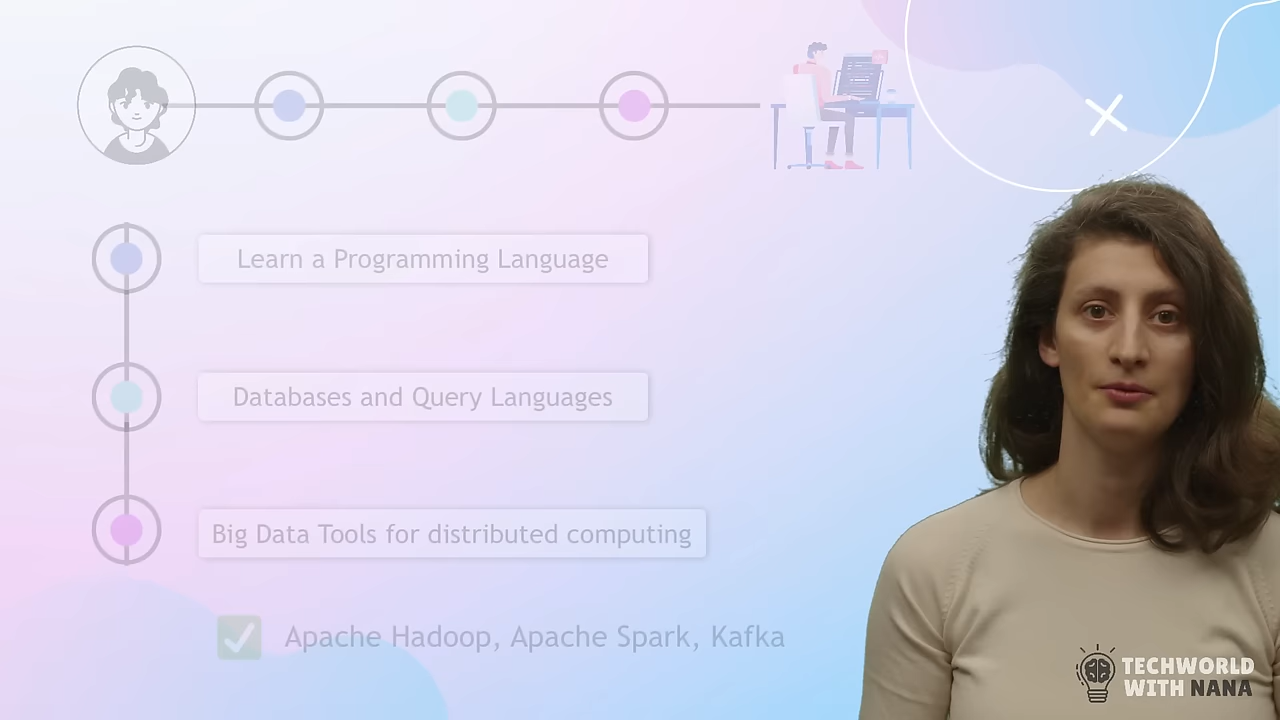 Learn a Programming Language
Databases and Query Languages
Big Data Tools for distributed computing
Apache Hadoop, Apache Spark, Kafka
TECHWORLD
WITH NANA